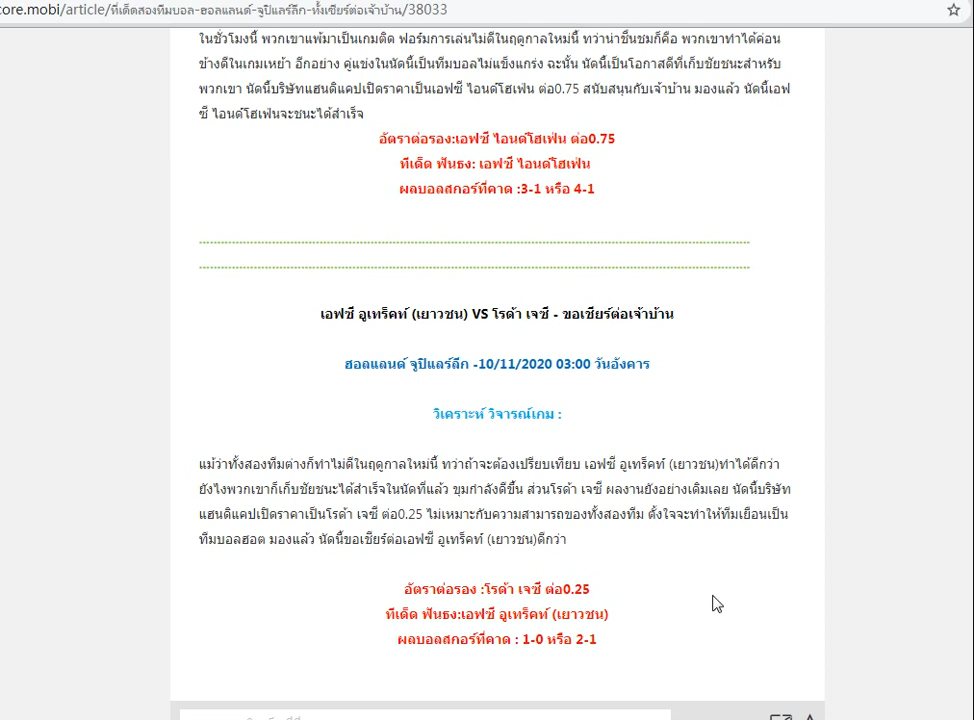 core.mobi/article/ที่เด็ดสองทีมบอล-ฮอลแลนด์-จูปิแลร์ลีก-ทั้งเชียร์ต่อเจ้าบ้าน/38033
ในชั่วโมงนี้ พวกเขาแพ้มาเป็นเกมติด ฟอร์มการเล่นไม่ดีในฤดูกาลใหม่นี้ ทว่าน่าชื่นชมก็คือ พวกเขาทำได้ค่อน
ข้างดีในเกมเหย้า อีกอย่าง คู่แข่งในนัดนี้เป็นทีมบอลไม่แข็งแกร่ง ฉะนั้น นัดนี้เป็นโอกาสดีที่เก็บชัยชนะสำหรับ
พวกเขา นัดนี้บริษัทแฮนดิแคปเปิดราคาเป็นเอฟซี ไอนด์โฮเฟ่น ต่อ0.75 สนับสนุนกับเจ้าบ้าน มองแล้ว นัดนี้เอฟ
ซี ไอนด์โฮเฟ่นจะชนะได้สำเร็จ
อัตราต่อรอง:เอฟซี ไอนด์โฮเฟ่น ต่อ0.75
ทีเด็ด ฟันธง: เอฟซี ไอนด์โฮเฟ่น
ผลบอลสกอร์ที่คาด :3-1 หรือ 4-1
เอฟซี อูเทร็คท์ (เยาวชน) VS โรด้า เจซี - ขอเชียร์ต่อเจ้าบ้าน
ฮอลแลนด์ จูปิแลร์ลีก -10/11/2020 03:00 วันอังคาร
วิเคราะห์ วิจารณ์เกม :
แม้ว่าทั้งสองทีมต่างก็ทำไม่ดีในฤดูกาลใหม่นี้ ทว่าถ้าจะต้องเปรียบเทียบ เอฟซี อูเทร็คท์ (เยาวชน)ทำได้ดีกว่า
ยังไงพวกเขาก็เก็บชัยชนะได้สำเร็จในนัดที่แล้ว ขุมกำลังดีขึ้น ส่วนโรด้า เจซี ผลงานยังอย่างเดิมเลย นัดนี้บริษัท
แฮนดิแคปเปิดราคาเป็นโรด้า เจซี ต่อ0.25 ไม่เหมาะกับความสามารถของทั้งสองทีม ตั้งใจจะทำให้ทีมเยือนเป็น
ทีมบอลฮอต มองแล้ว นัดนี้ขอเชียร์ต่อเอฟซี อูเทร็คท์ (เยาวชน)ดีกว่า
อัตราต่อรอง :โรด้า เจซี ต่อ0.25
ทีเด็ด ฟันธง:เอฟซี อูเทร็คท์ (เยาวชน)
ผลบอลสกอร์ที่คาด : 1-0 หรือ 2-1